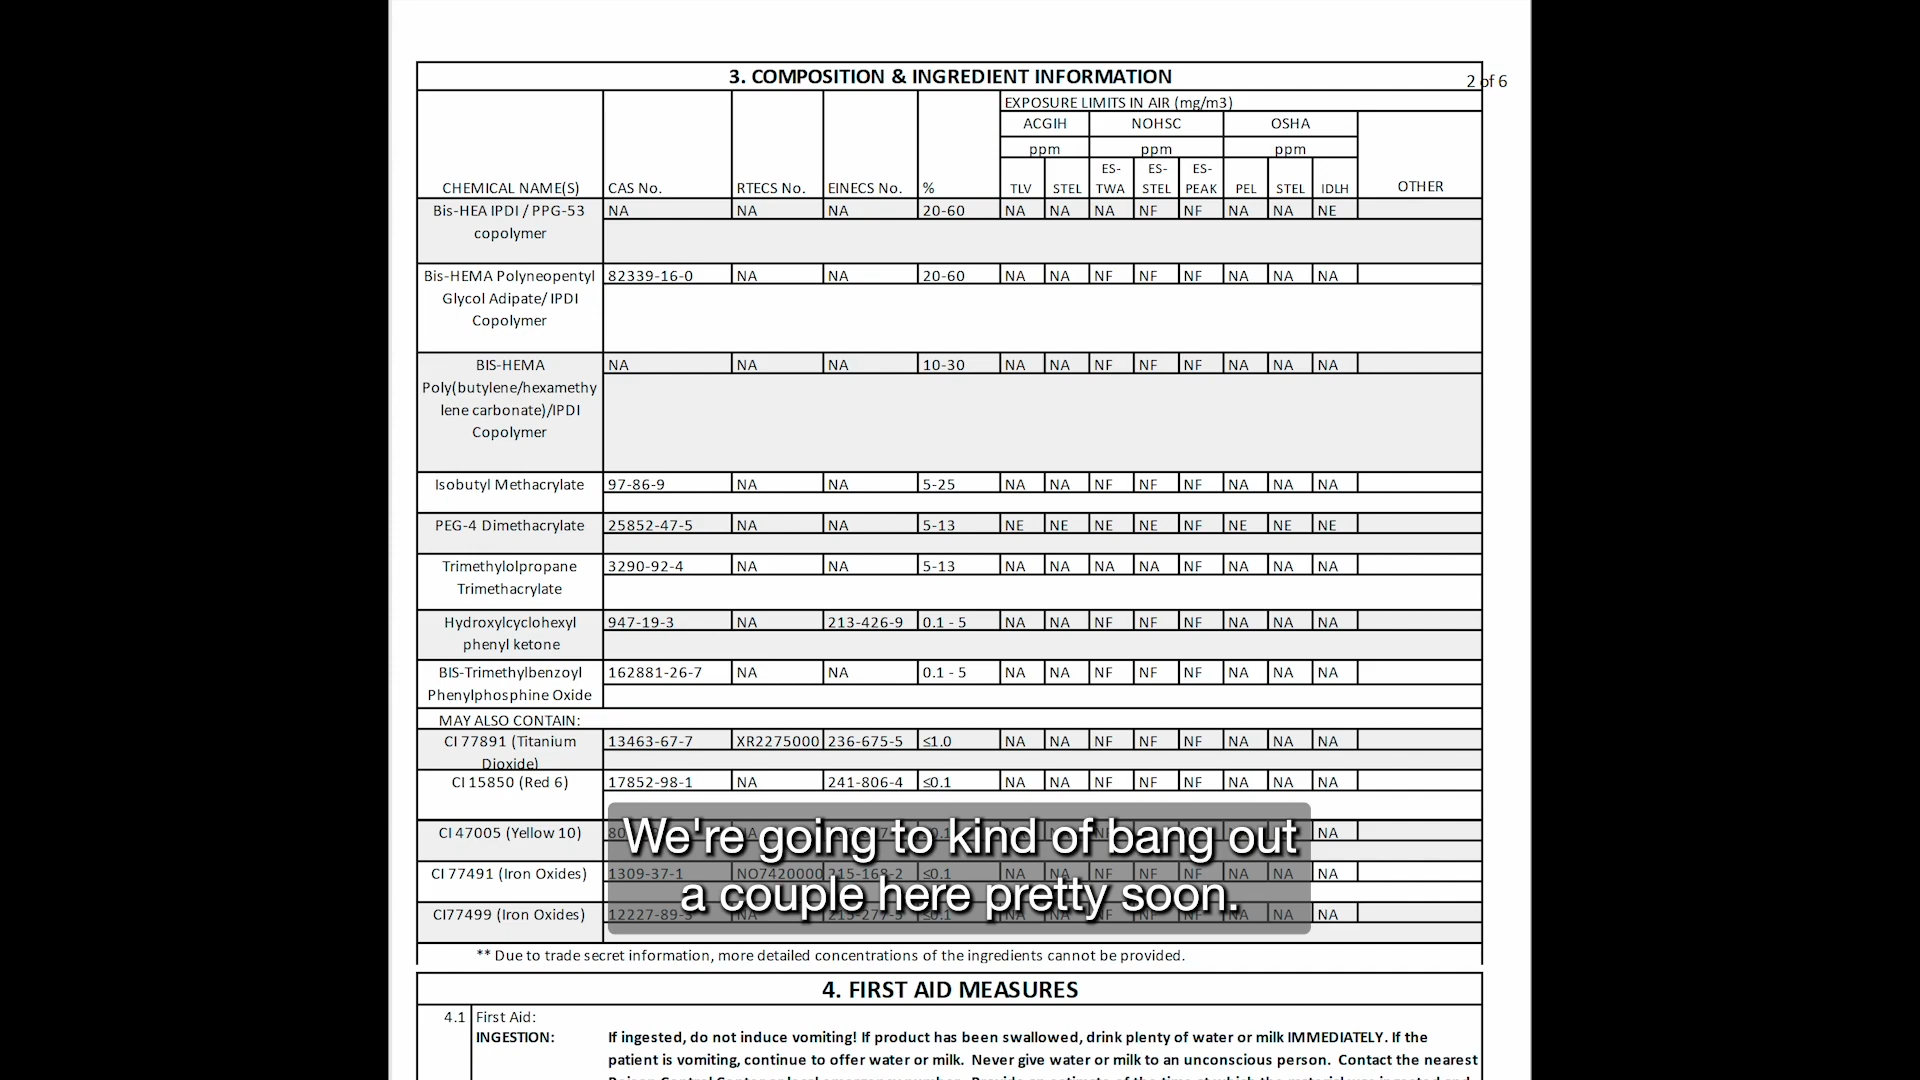 3. COMPOSITION & INGREDIENT INFORMATION
2 of 6
EXPOSURE LIMITS IN AIR (mg/m3)
ACGIH NOHSC OSHA
ppm ppm ppm
ES- ES- ES-
CHEMICAL NAME(S) CAS No. RTECS No. EINECS No. % TLV STEL TWA STEL PEAK PEL STEL IDLH OTHER
Bis-HEA IPDI / PPG-53 NA NA NA 20-60 NA NA NA NF NF NA NA NE
copolymer
Bis-HEMA Polyneopentyl 82339-16-0 NA NA 20-60 NA NA NF NF NF NA NA NA
Glycol Adipate/ IPDI
Copolymer
BIS-HEMA NA NA NA 10-30 NA NA NF NF NF NA NA NA
Poly(butylene/hexamethy
lene carbonate)/IPDI
Copolymer
Isobutyl Methacrylate 97-86-9 NA NA 5-25 NA NA NF NF NF NA NA NA
PEG-4 Dimethacrylate 25852-47-5 NA NA 5-13 NE NE NE NE NF NE NE NE
Trimethylolpropane 3290-92-4 NA NA 5-13 NA NA NA NA NF NA NA NA
Trimethacrylate
Hydroxylcyclohexyl 947-19-3 NA 213-426-9 0.1 - 5 NA NA NF NF NF NA NA NA
phenyl ketone
BIS-Trimethylbenzoyl 162881-26-7 NA NA 0.1 - 5 NA NA NF NF NF NA NA NA
Phenylphosphine Oxide
MAY ALSO CONTAIN:
CI 77891 (Titanium 13463-67-7 XR2275000 236-675-5 ≤1.0 NA NA NF NF NF NA NA NA
Dioxide)
CI 15850 (Red 6) 17852-98-1 NA 241-806-4 ≤0.1 NA NA NF NF NF NA NA NA
CI 47005 (Yellow 10) NA
CI 77491 (Iron Oxides) 1309-37-1 NO7420000 215-168-2 ≤0.1 NA NA NF NF NF NA NA NA
CI77499 (Iron Oxides) NA
We're going to kind of bang out
a couple here pretty soon.
** Due to trade secret information, more detailed concentrations of the ingredients cannot be provided.
4. FIRST AID MEASURES
4.1 First Aid:
INGESTION: If ingested, do not induce vomiting! If product has been swallowed, drink plenty of water or milk IMMEDIATELY. If the
patient is vomiting, continue to offer water or milk. Never give water or milk to an unconscious person. Contact the nearest